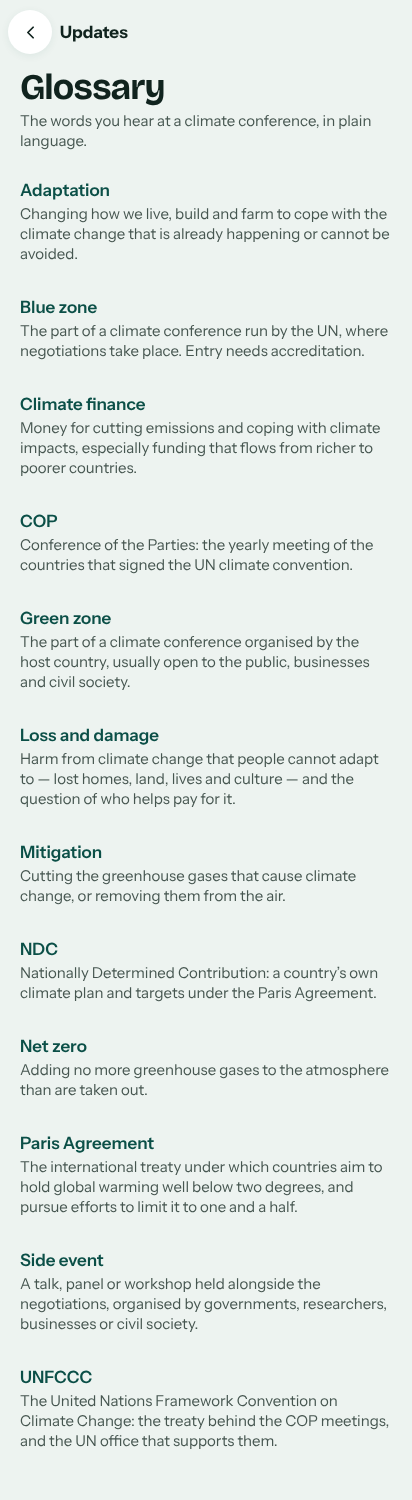 Updates
Glossary
The words you hear at a climate conference, in plain
language.
Adaptation
Changing how we live, build and farm to cope with the
climate change that is already happening or cannot be
avoided.
Blue zone
The part of a climate conference run by the UN, where
negotiations take place. Entry needs accreditation.
Climate finance
Money for cutting emissions and coping with climate
impacts, especially funding that flows from richer to
poorer countries.
COP
Conference of the Parties: the yearly meeting of the
countries that signed the UN climate convention.
Green zone
The part of a climate conference organised by the
host country, usually open to the public, businesses
and civil society.
Loss and damage
Harm from climate change that people cannot adapt
to — lost homes, land, lives and culture — and the
question of who helps pay for it.
Mitigation
Cutting the greenhouse gases that cause climate
change, or removing them from the air.
NDC
Nationally Determined Contribution: a country's own
climate plan and targets under the Paris Agreement.
Net zero
Adding no more greenhouse gases to the atmosphere
than are taken out.
Paris Agreement
The international treaty under which countries aim to
hold global warming well below two degrees, and
pursue efforts to limit it to one and a half.
Side event
A talk, panel or workshop held alongside the
negotiations, organised by governments, researchers,
businesses or civil society.
UNFCCC
The United Nations Framework Convention on
Climate Change: the treaty behind the COP meetings,
and the UN office that supports them.